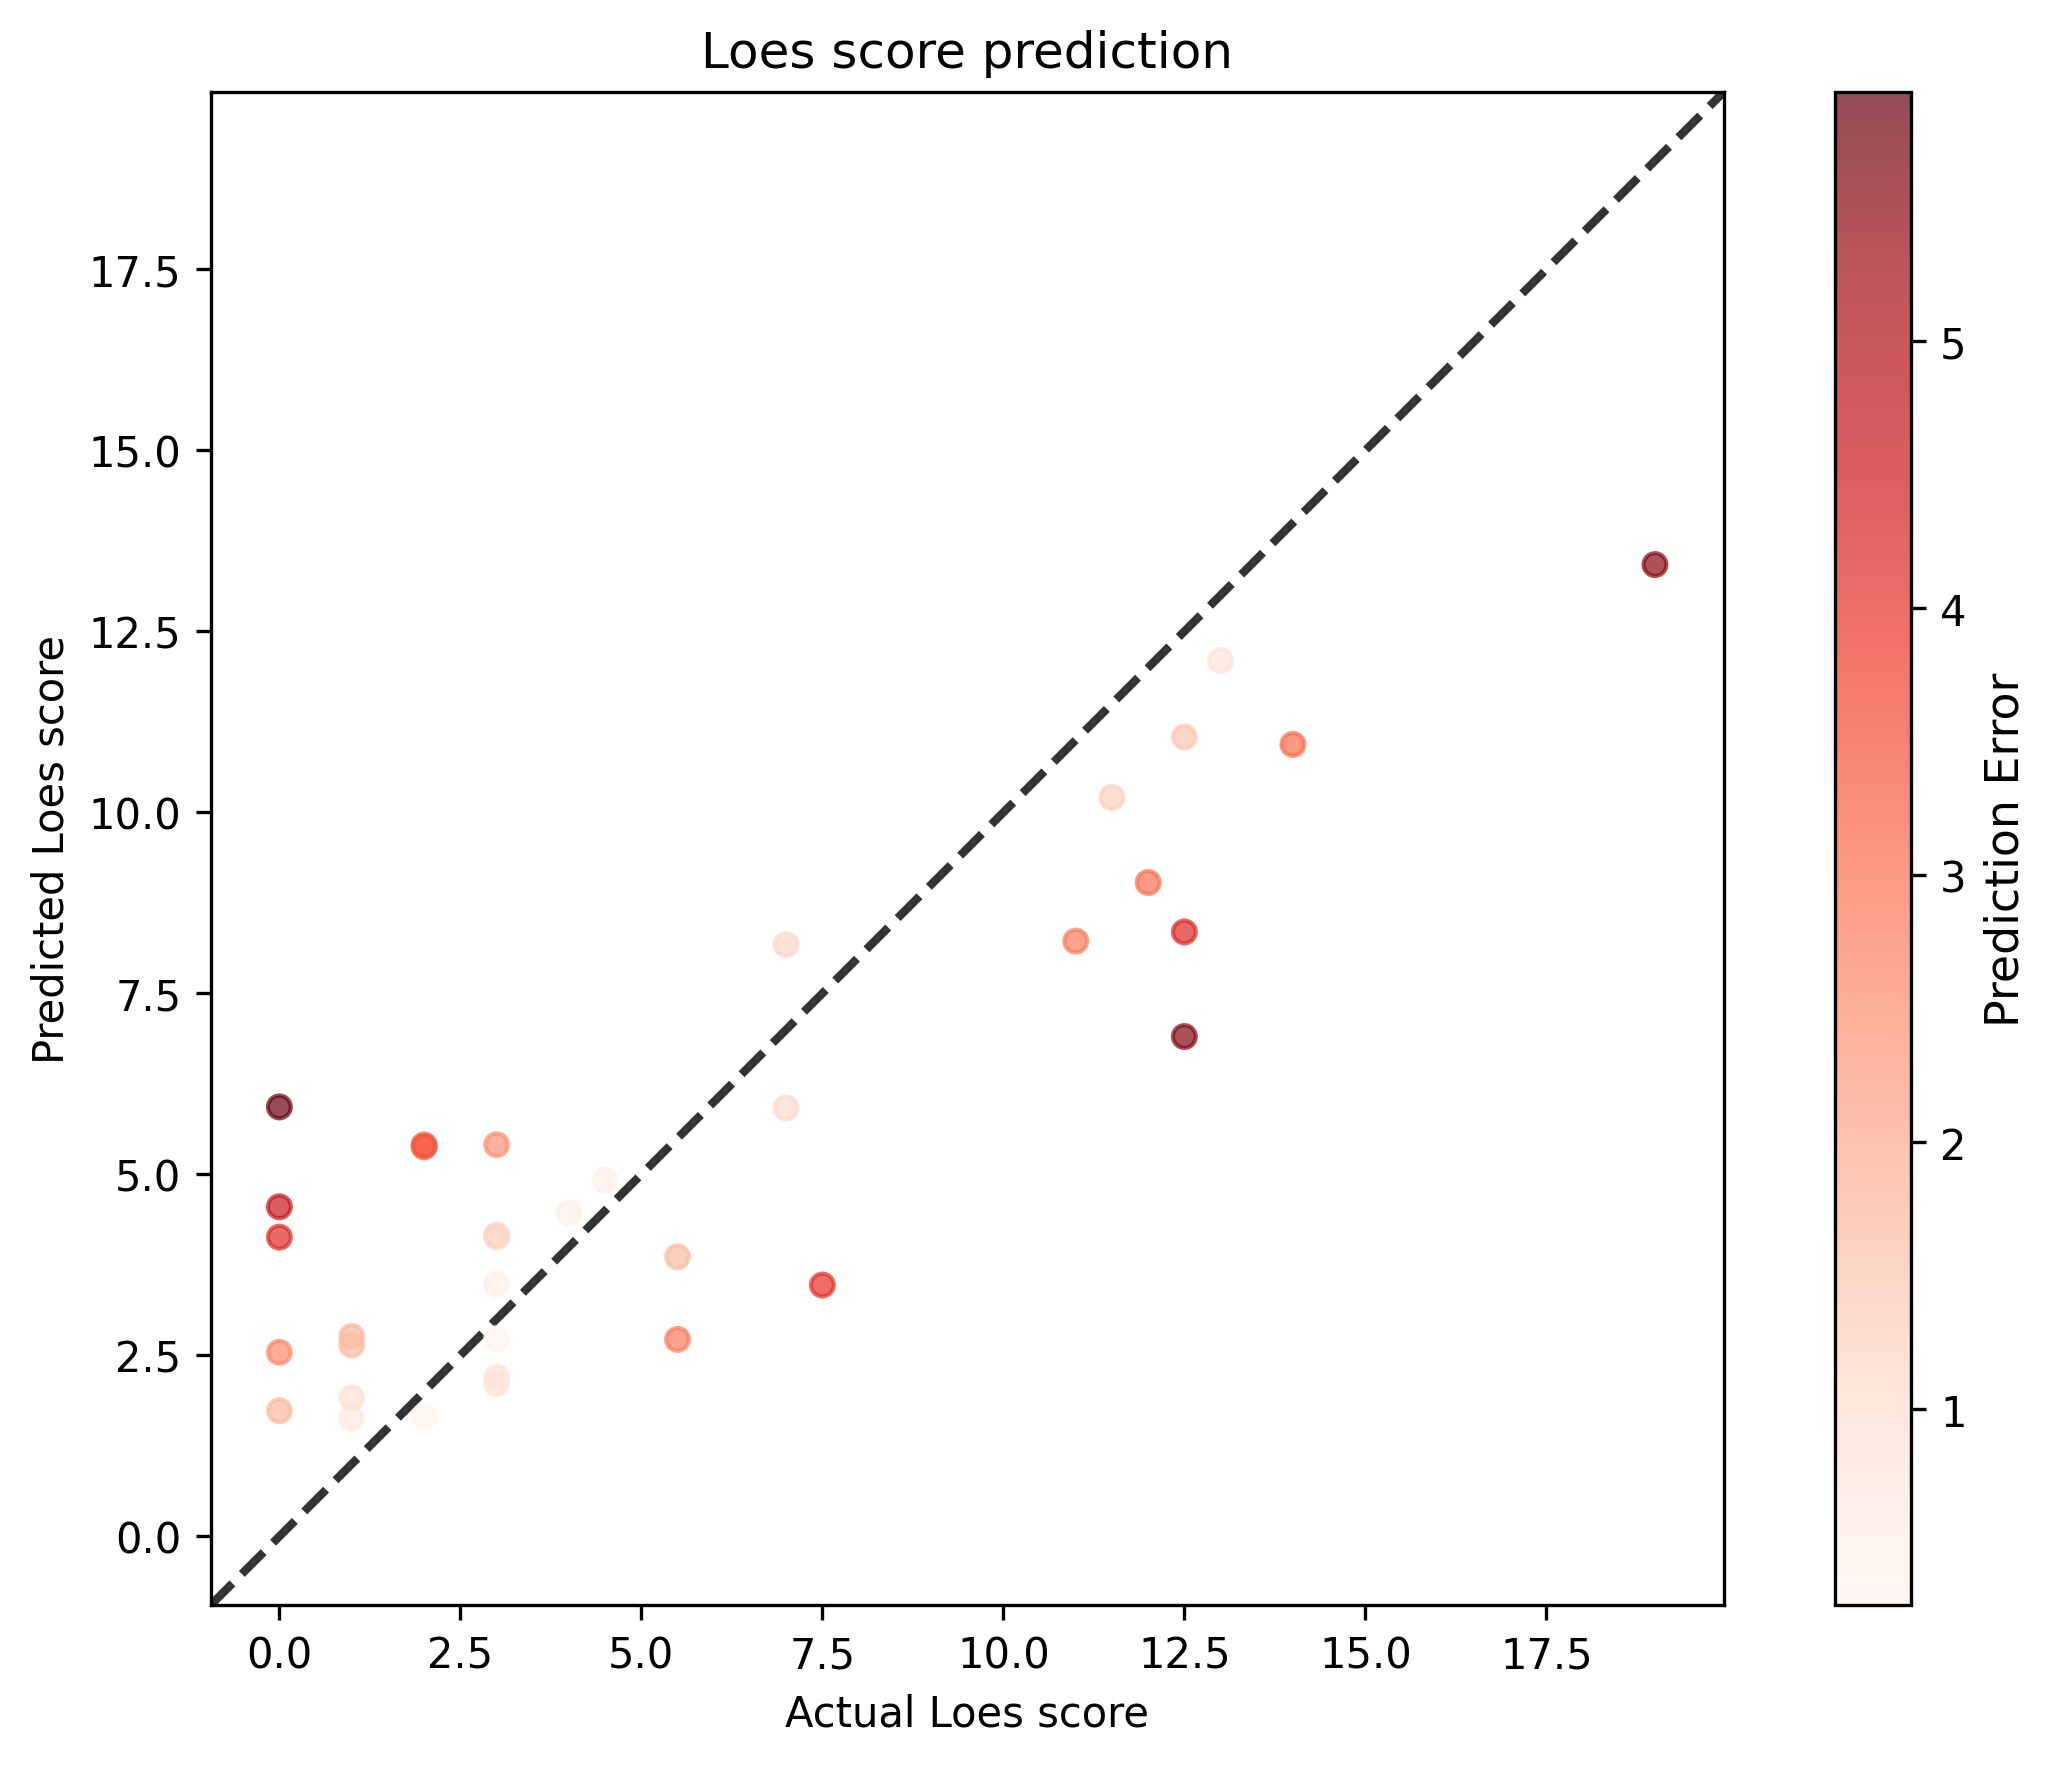 Loes score prediction
17.5
15.0
12.5
10.0
7.5
5.0
2.5
0.0
Predicted Loes score
0.0 2.5 5.0 7.5 10.0 12.5 15.0 17.5
Actual Loes score
5
4
3
2
1
Prediction Error